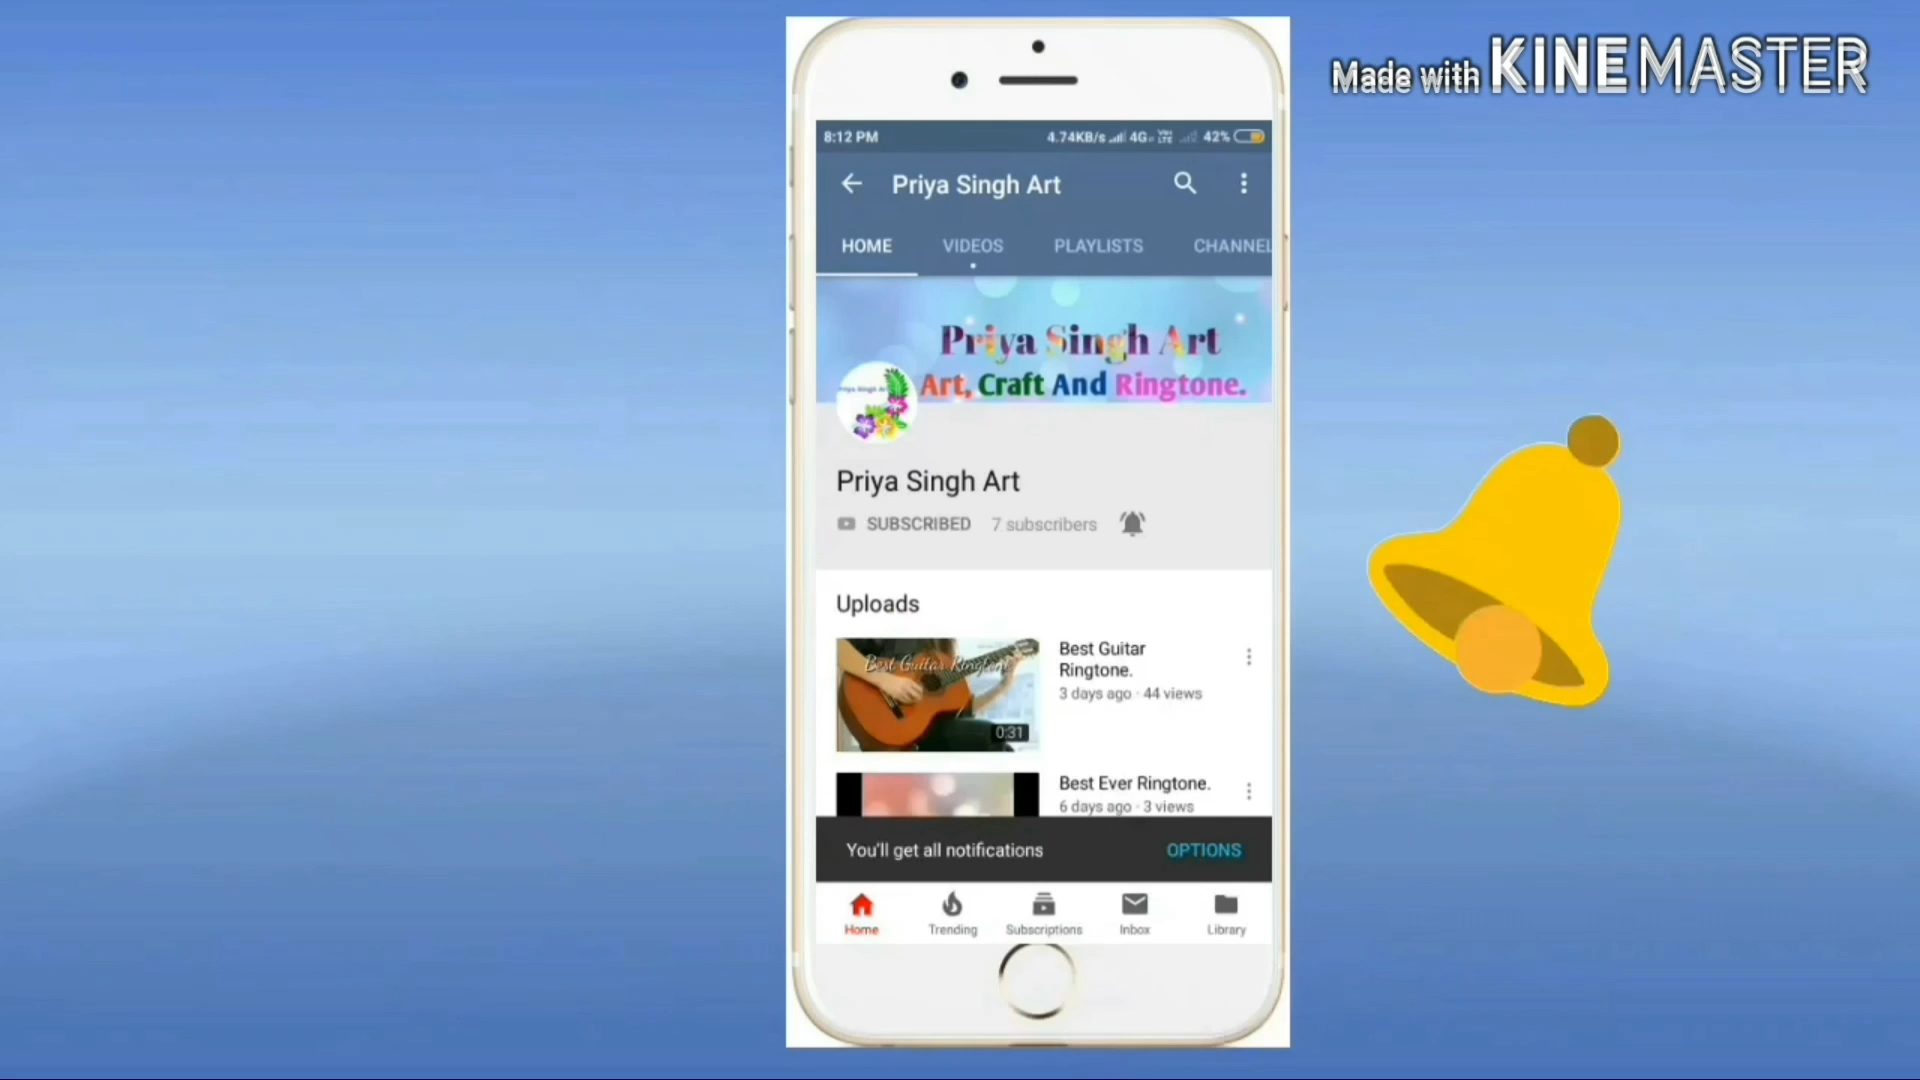 Made with KINEMASTER
8:12 PM 4.74KB/s 4G 42%
Priya Singh Art
HOME VIDEOS PLAYLISTS CHANNEL
Priya Singh Art
Art, Craft And Ringtone.
Priya Singh Art
SUBSCRIBED 7 subscribers
Uploads
Best Guitar Ringtone
0:31
Best Guitar
Ringtone.
3 days ago · 44 views
Best Ever Ringtone.
6 days ago · 3 views
You'll get all notifications OPTIONS
Home Trending Subscriptions Inbox Library